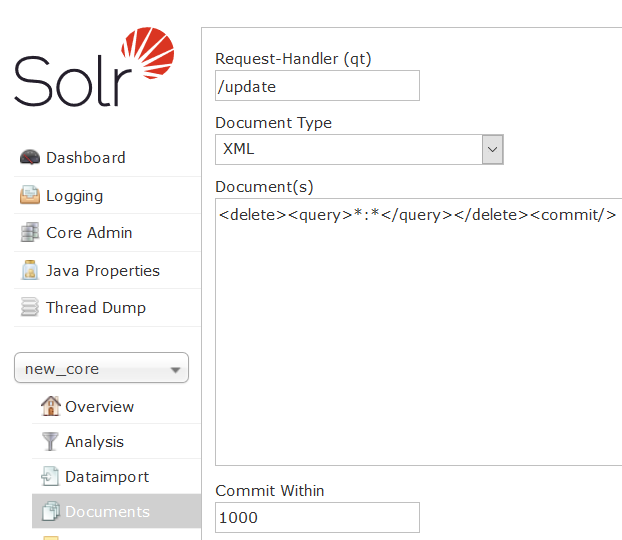 Solr
Dashboard
Logging
Core Admin
Java Properties
Thread Dump
new_core
Overview
Analysis
Dataimport
Documents
Request-Handler (qt)
/update
Document Type
XML
Document(s)
<delete><query>*:*</query></delete><commit/>
Commit Within
1000